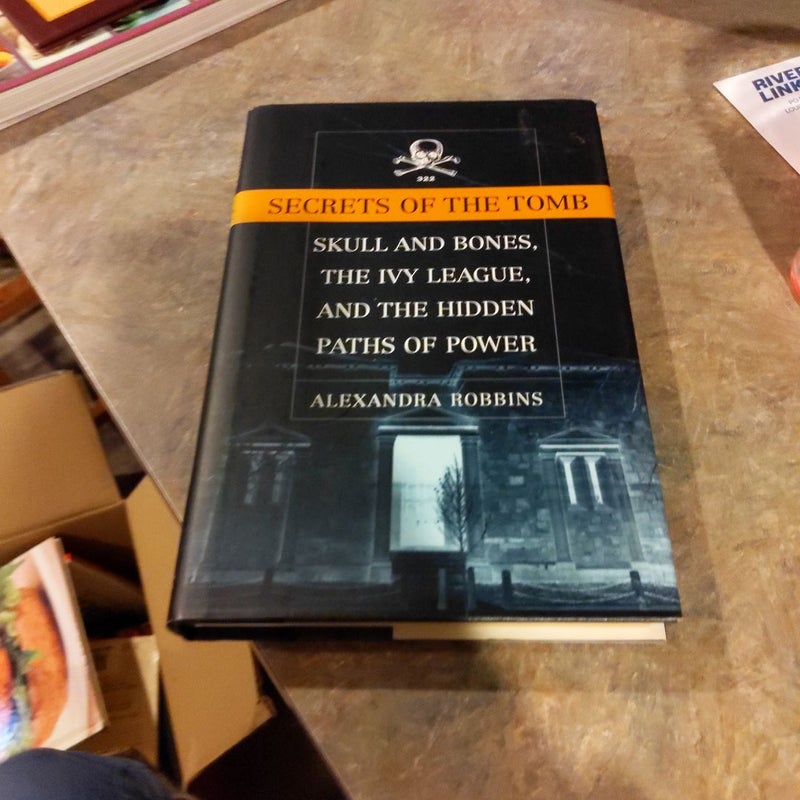 322
SECRETS OF THE TOMB
SKULL AND BONES,
THE IVY LEAGUE,
AND THE HIDDEN
PATHS OF POWER
ALEXANDRA ROBBINS
RIVER
LINK